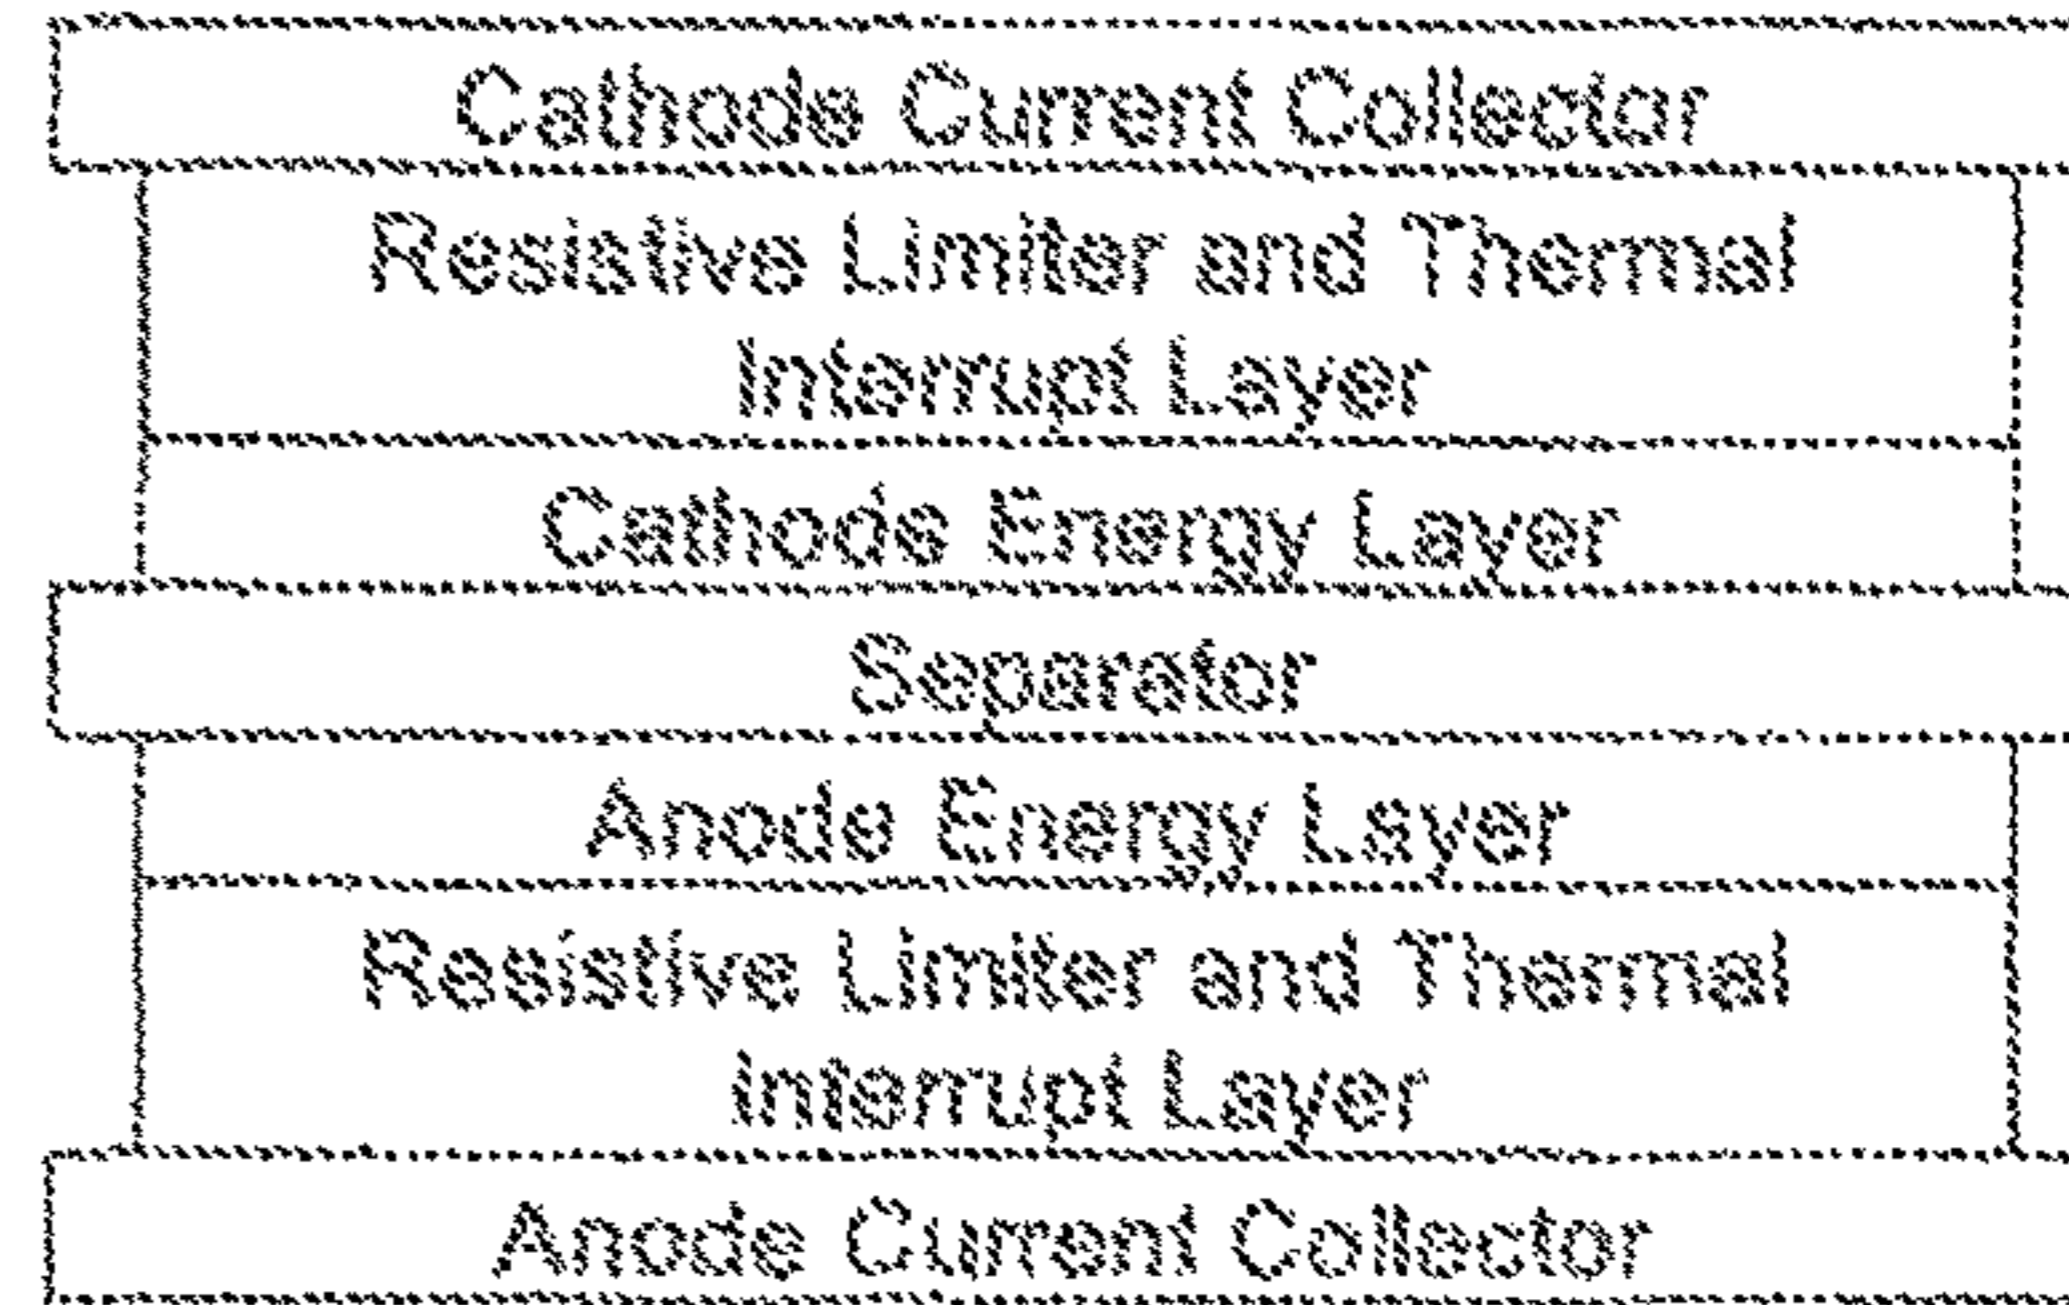 Cathode Current Collector
Resistive Limiter and Thermal
Interrupt Layer
Cathode Energy Layer
Separator
Anode Energy Layer
Resistive Limiter and Thermal
Interrupt Layer
Anode Current Collector